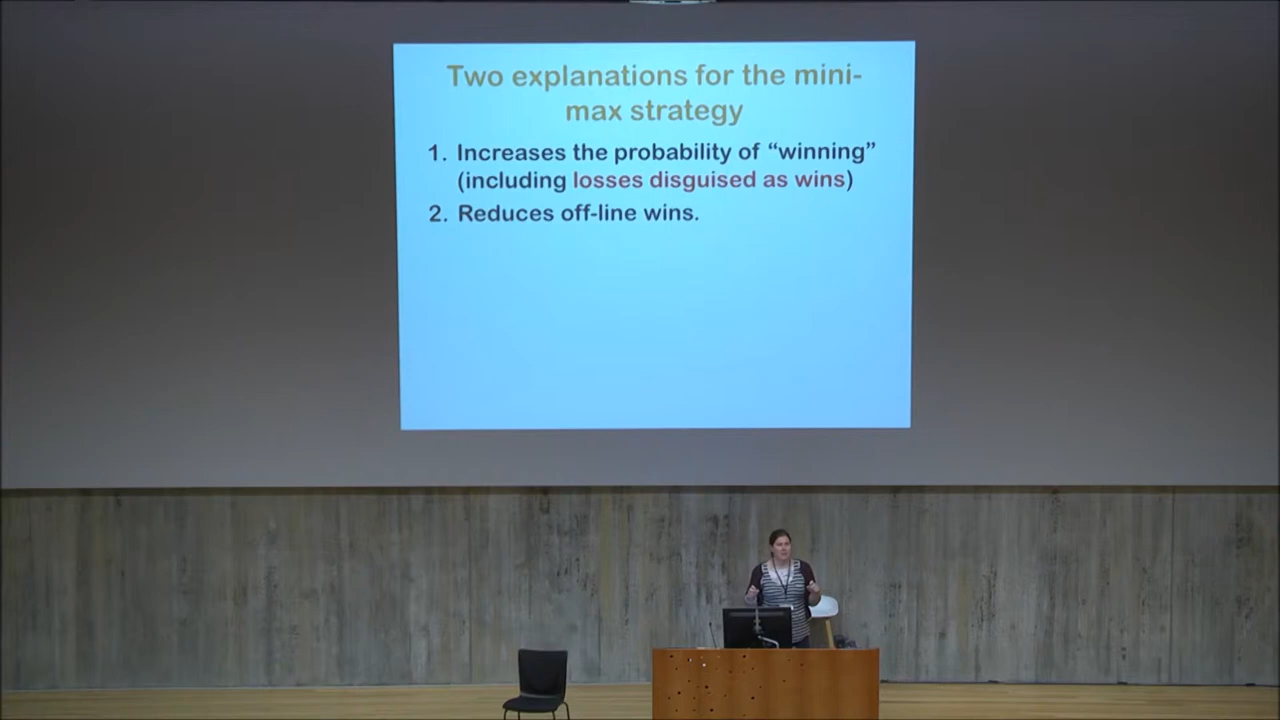 Two explanations for the mini-
max strategy
1. Increases the probability of “winning”
(including losses disguised as wins)
2. Reduces off-line wins.